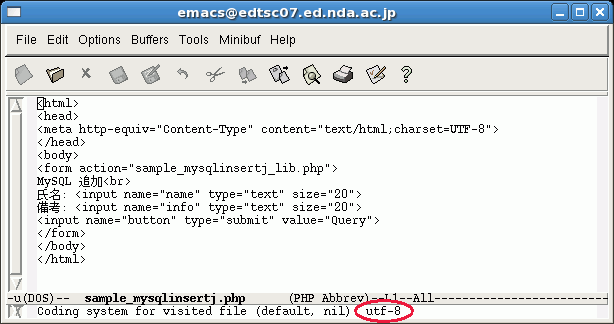 emacs@edtsc07.ed.nda.ac.jp
File Edit Options Buffers Tools Minibuf Help
<html>
<head>
<meta http-equiv="Content-Type" content="text/html;charset=UTF-8">
</head>
<body>
<form action="sample_mysqlinsertj_lib.php">
MySQL 追加<br>
氏名: <input name="name" type="text" size="20">
備考: <input name="info" type="text" size="20">
<input name="button" type="submit" value="Query">
</form>
</body>
</html>
-u(DOS)-- sample_mysqlinsertj.php (PHP Abbrev)--L1--All--------------------------
Coding system for visited file (default, nil) utf-8